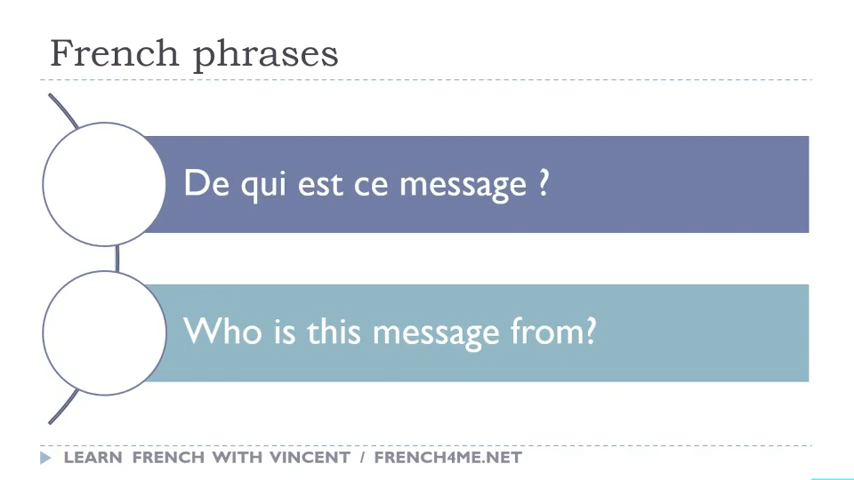 French phrases
De qui est ce message ?
Who is this message from?
LEARN FRENCH WITH VINCENT / FRENCH4ME.NET